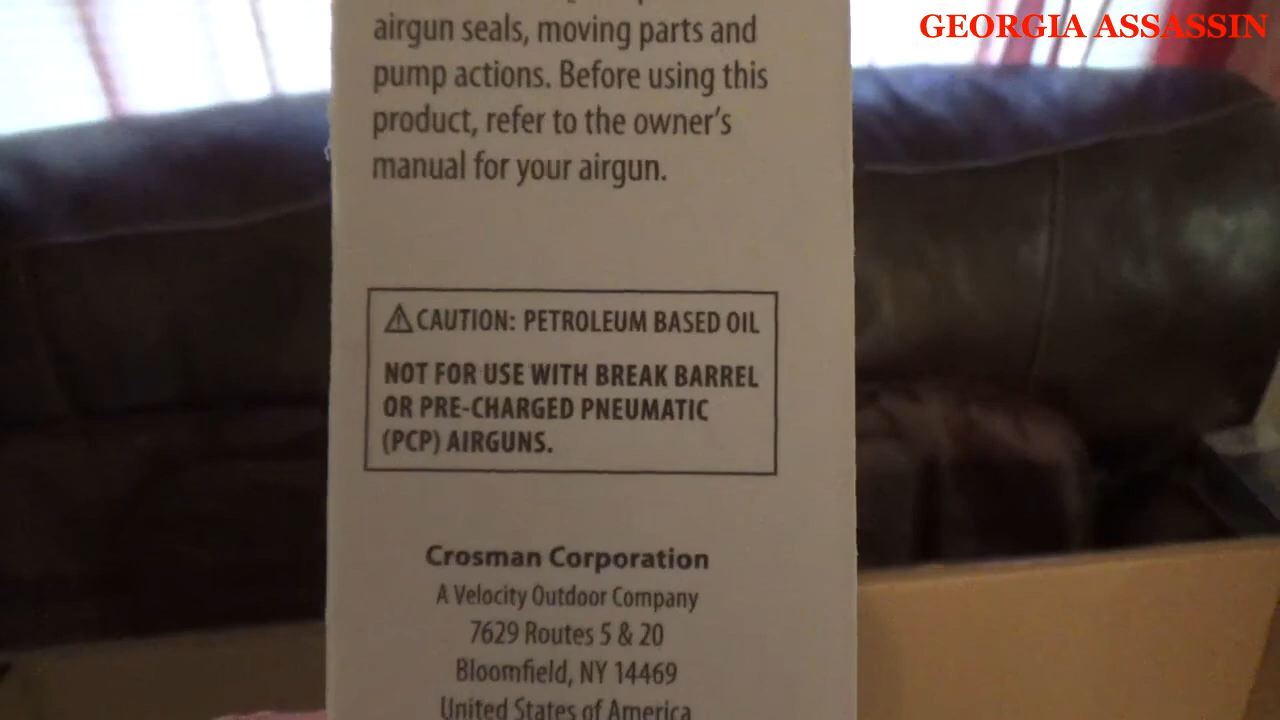 GEORGIA ASSASSIN
airgun seals, moving parts and
pump actions. Before using this
product, refer to the owner's
manual for your airgun.
CAUTION: PETROLEUM BASED OIL
NOT FOR USE WITH BREAK BARREL
OR PRE-CHARGED PNEUMATIC
(PCP) AIRGUNS.
Crosman Corporation
A Velocity Outdoor Company
7629 Routes 5 & 20
Bloomfield, NY 14469
United States of America